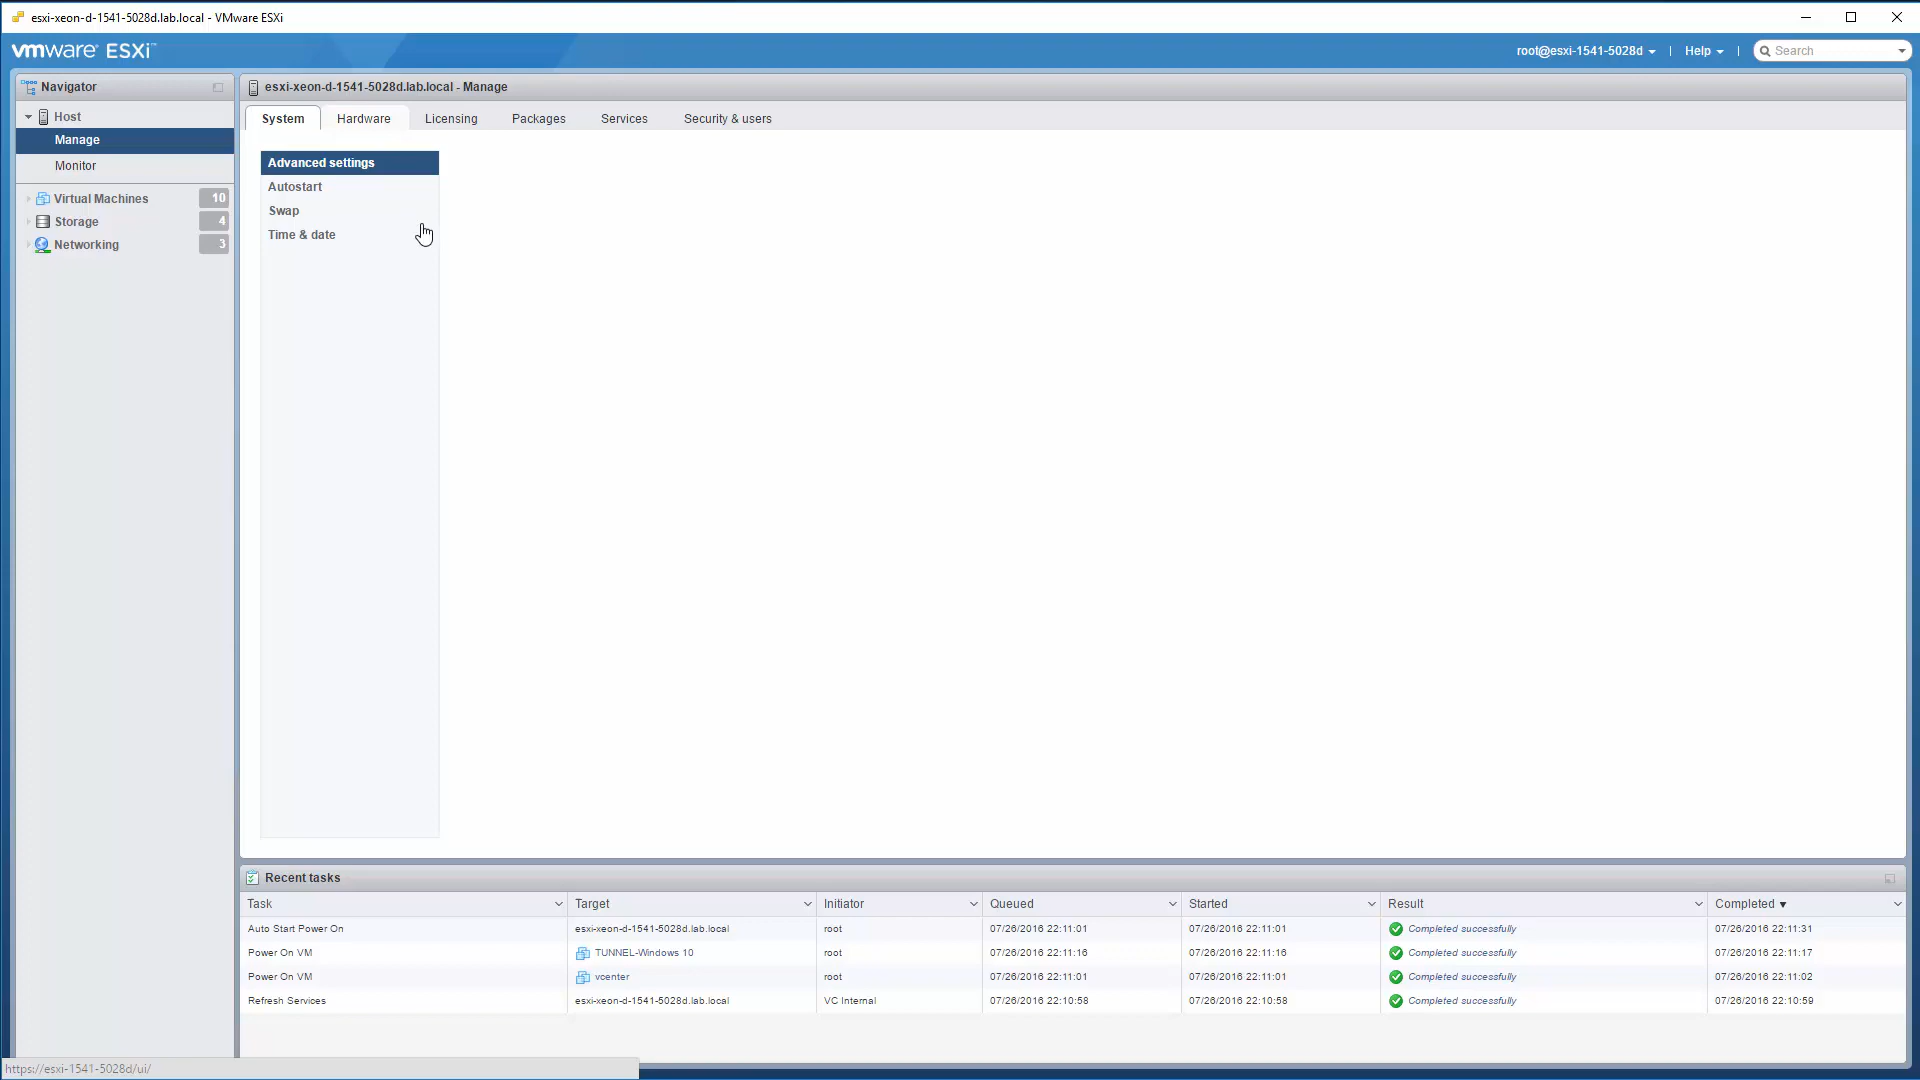 esxi-xeon-d-1541-5028d.lab.local - VMware ESXi
vmware ESXi™
root@esxi-1541-5028d | Help | Search
Navigator
Host
Manage
Monitor
Virtual Machines 10
Storage 4
Networking 3
esxi-xeon-d-1541-5028d.lab.local - Manage
System Hardware Licensing Packages Services Security & users
Advanced settings
Autostart
Swap
Time & date
Recent tasks
Task Target Initiator Queued Started Result Completed
Auto Start Power On esxi-xeon-d-1541-5028d.lab.local root 07/26/2016 22:11:01 07/26/2016 22:11:01 Completed successfully 07/26/2016 22:11:31
Power On VM TUNNEL-Windows 10 root 07/26/2016 22:11:16 07/26/2016 22:11:16 Completed successfully 07/26/2016 22:11:17
Power On VM vcenter root 07/26/2016 22:11:01 07/26/2016 22:11:01 Completed successfully 07/26/2016 22:11:02
Refresh Services esxi-xeon-d-1541-5028d.lab.local VC Internal 07/26/2016 22:10:58 07/26/2016 22:10:58 Completed successfully 07/26/2016 22:10:59
https://esxi-1541-5028d/ui/